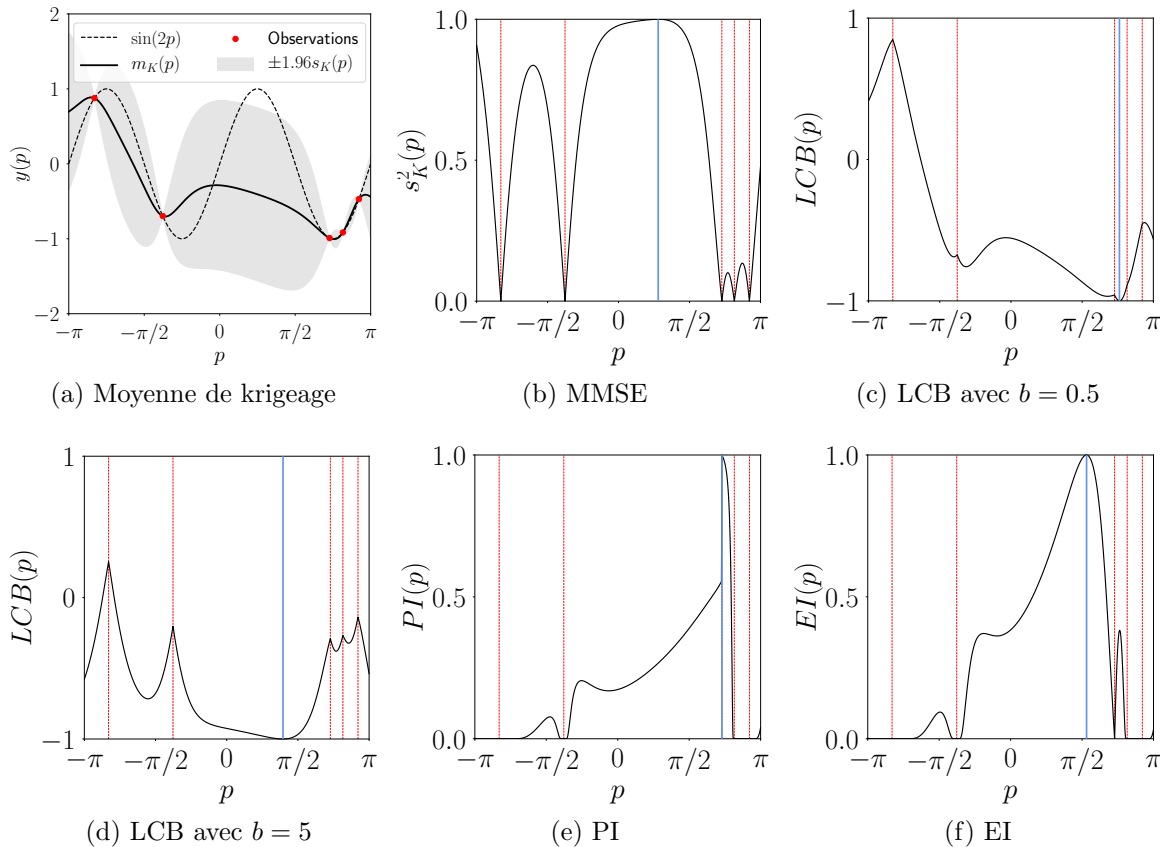 2
1
0
−1
−2
y(p)
sin(2p)
m_K(p)
Observations
±1.96s_K(p)
−π −π/2 0 π/2 π
p
(a) Moyenne de krigeage
1.0
0.5
0.0
s²_K(p)
−π −π/2 0 π/2 π
p
(b) MMSE
1
0
−1
LCB(p)
−π −π/2 0 π/2 π
p
(c) LCB avec b = 0.5
1
0
−1
LCB(p)
−π −π/2 0 π/2 π
p
(d) LCB avec b = 5
1.0
0.5
0.0
PI(p)
−π −π/2 0 π/2 π
p
(e) PI
1.0
0.5
0.0
EI(p)
−π −π/2 0 π/2 π
p
(f) EI